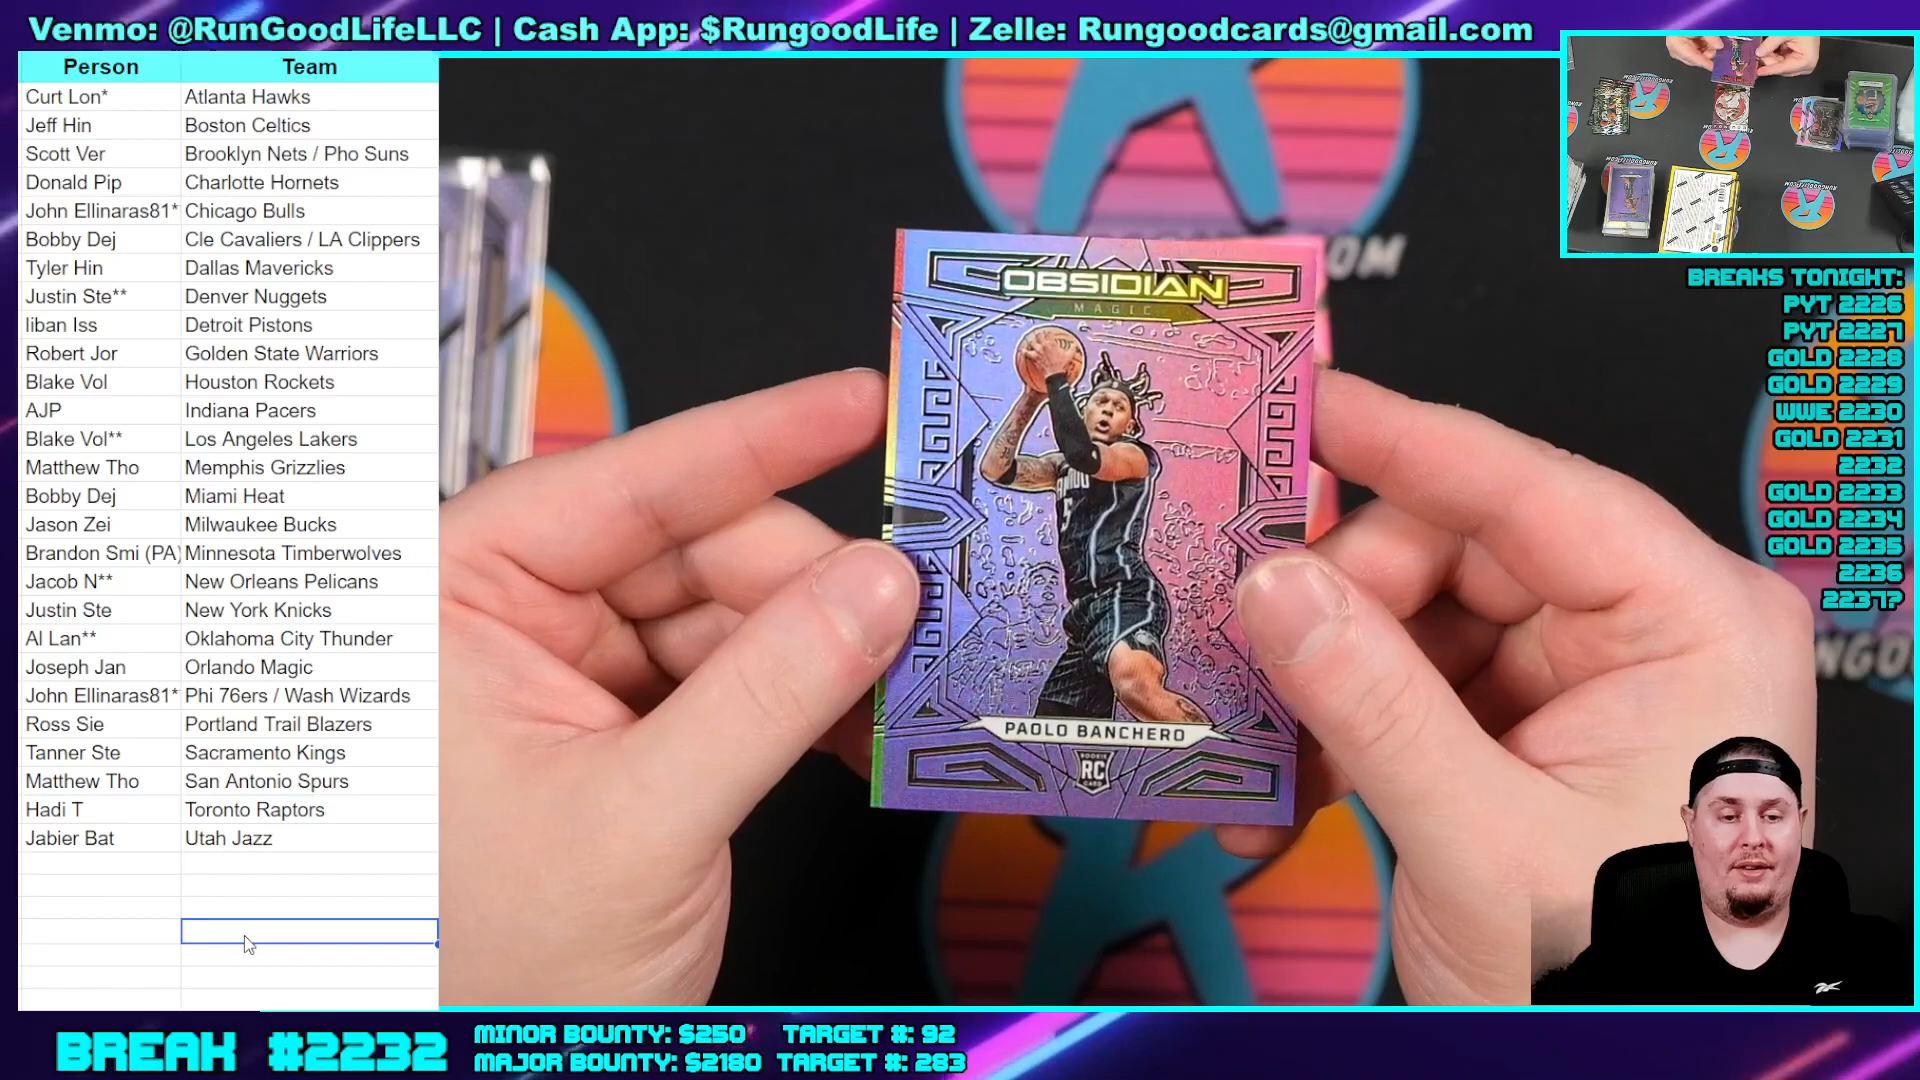 Venmo: @RunGoodLifeLLC | Cash App: $RungoodLife | Zelle: Rungoodcards@gmail.com
Person Team
Curt Lon* Atlanta Hawks
Jeff Hin Boston Celtics
Scott Ver Brooklyn Nets / Pho Suns
Donald Pip Charlotte Hornets
John Ellinaras81* Chicago Bulls
Bobby Dej Cle Cavaliers / LA Clippers
Tyler Hin Dallas Mavericks
Justin Ste** Denver Nuggets
liban Iss Detroit Pistons
Robert Jor Golden State Warriors
Blake Vol Houston Rockets
AJP Indiana Pacers
Blake Vol** Los Angeles Lakers
Matthew Tho Memphis Grizzlies
Bobby Dej Miami Heat
Jason Zei Milwaukee Bucks
Brandon Smi (PA) Minnesota Timberwolves
Jacob N** New Orleans Pelicans
Justin Ste New York Knicks
Al Lan** Oklahoma City Thunder
Joseph Jan Orlando Magic
John Ellinaras81* Phi 76ers / Wash Wizards
Ross Sie Portland Trail Blazers
Tanner Ste Sacramento Kings
Matthew Tho San Antonio Spurs
Hadi T Toronto Raptors
Jabier Bat Utah Jazz
.COM
OBSIDIAN
MAGIC
5
PAOLO BANCHERO
ROOKIE
RC
CARD
BREAKS TONIGHT:
PYT 2226
PYT 2227
GOLD 2228
GOLD 2229
WWE 2230
GOLD 2231
2232
GOLD 2233
GOLD 2234
GOLD 2235
2236
2237?
BREAK #2232
MINOR BOUNTY: $250 TARGET #: 92
MAJOR BOUNTY: $2180 TARGET #: 283